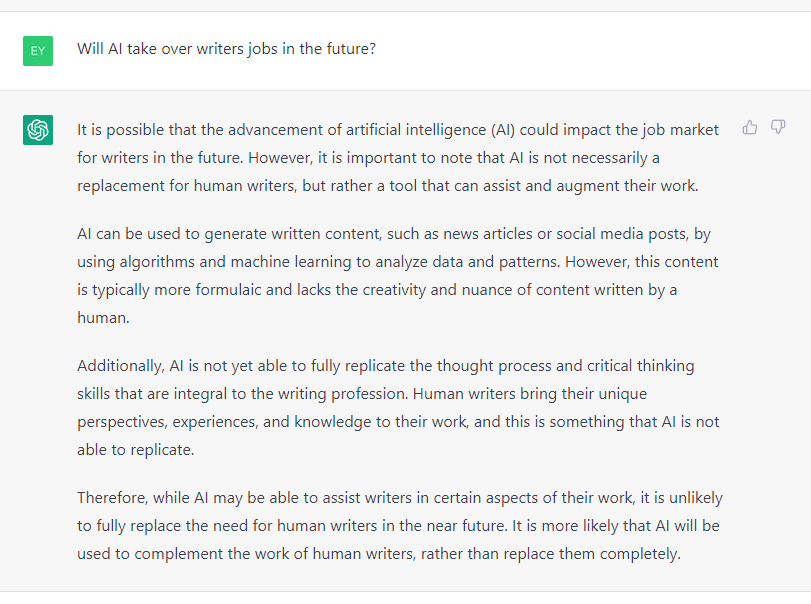 EY
Will AI take over writers jobs in the future?
It is possible that the advancement of artificial intelligence (AI) could impact the job market
for writers in the future. However, it is important to note that AI is not necessarily a
replacement for human writers, but rather a tool that can assist and augment their work.
AI can be used to generate written content, such as news articles or social media posts, by
using algorithms and machine learning to analyze data and patterns. However, this content
is typically more formulaic and lacks the creativity and nuance of content written by a
human.
Additionally, AI is not yet able to fully replicate the thought process and critical thinking
skills that are integral to the writing profession. Human writers bring their unique
perspectives, experiences, and knowledge to their work, and this is something that AI is not
able to replicate.
Therefore, while AI may be able to assist writers in certain aspects of their work, it is unlikely
to fully replace the need for human writers in the near future. It is more likely that AI will be
used to complement the work of human writers, rather than replace them completely.